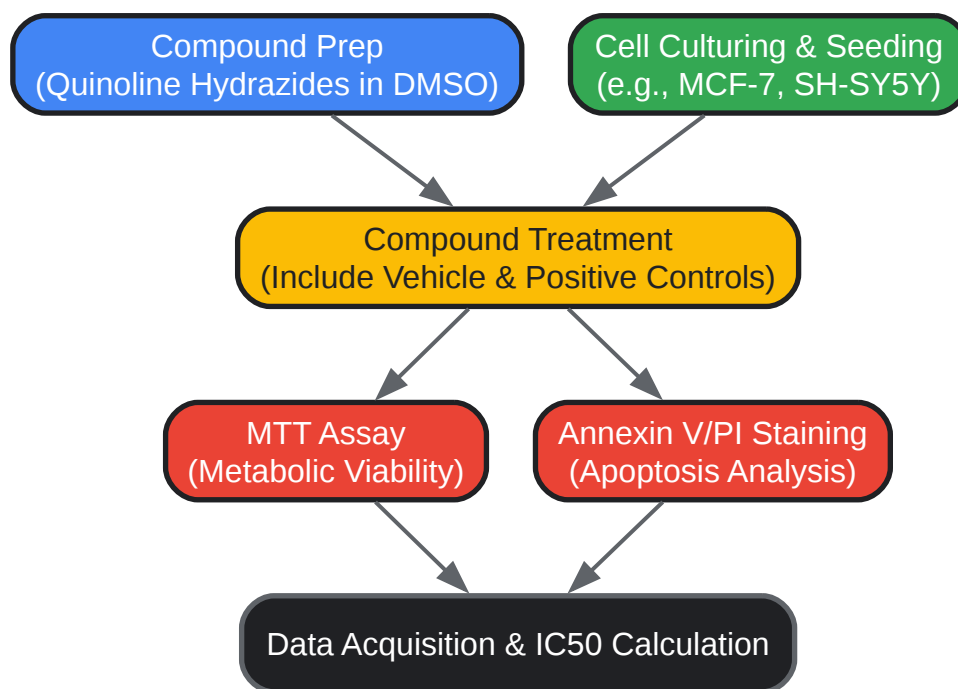 Compound Prep
(Quinoline Hydrazides in DMSO)
Cell Culturing & Seeding
(e.g., MCF-7, SH-SY5Y)
Compound Treatment
(Include Vehicle & Positive Controls)
MTT Assay
(Metabolic Viability)
Annexin V/PI Staining
(Apoptosis Analysis)
Data Acquisition & IC50 Calculation